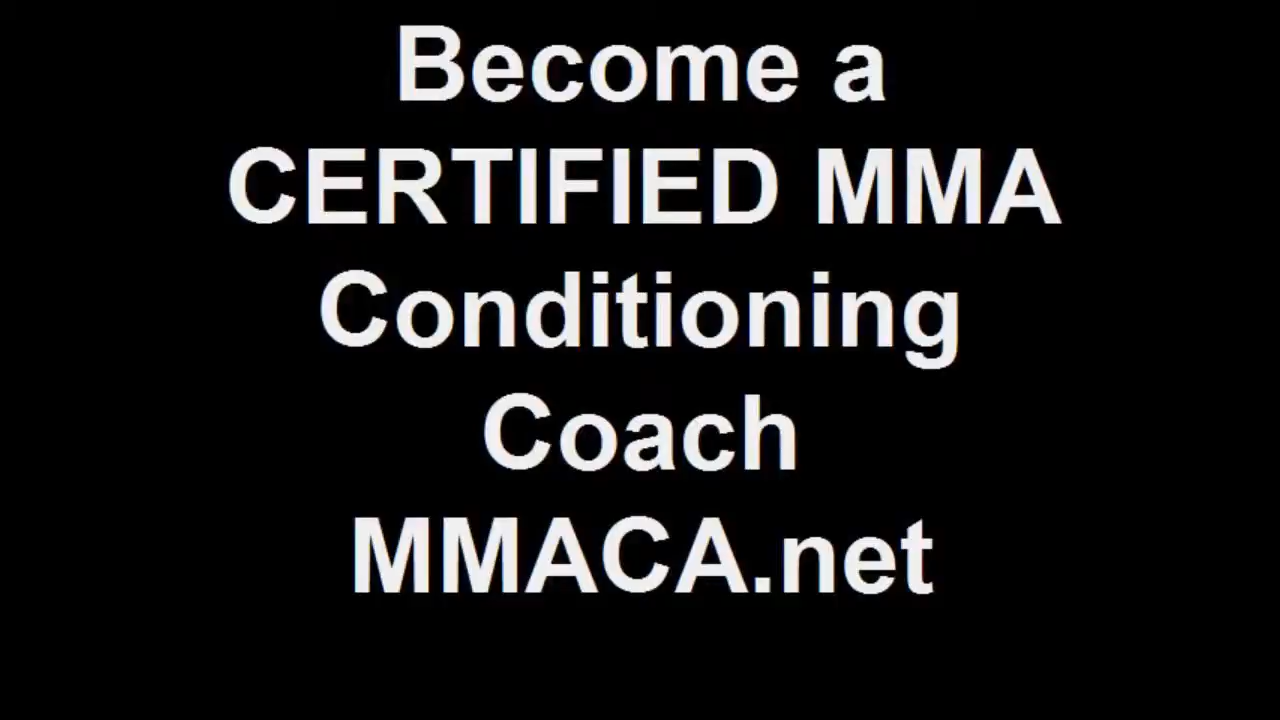 Become a
CERTIFIED MMA
Conditioning
Coach
MMACA.net